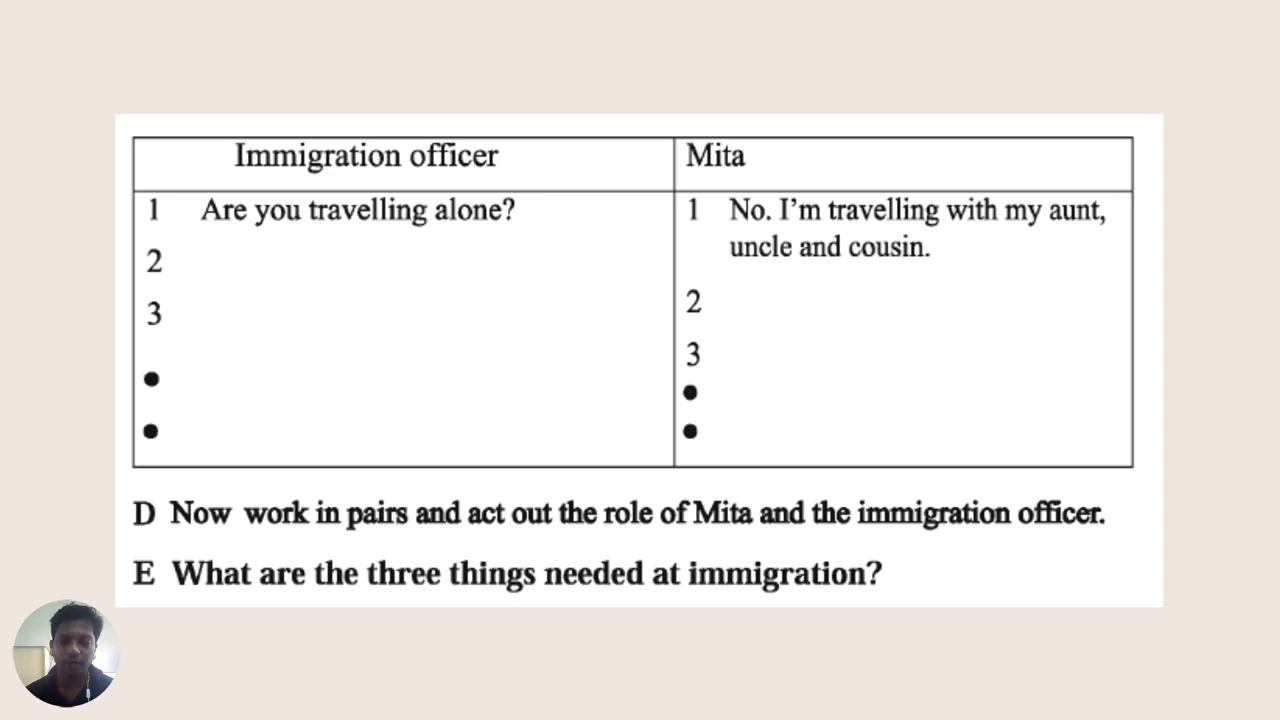 Immigration officer Mita
1 Are you travelling alone? 1 No. I’m travelling with my aunt,
uncle and cousin.
2
3
2
3
•
•
•
•
D Now work in pairs and act out the role of Mita and the immigration officer.
E What are the three things needed at immigration?